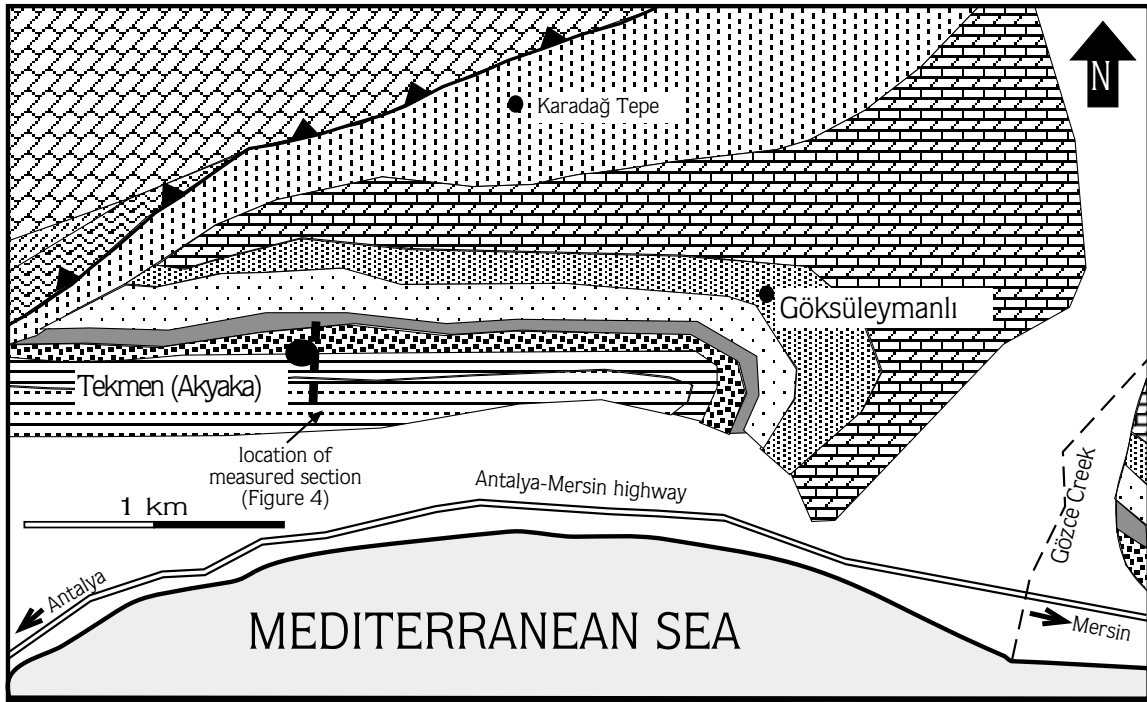 N
Karadağ Tepe
Göksüleymanlı
Tekmen (Akyaka)
location of
measured section
(Figure 4)
1 km
Antalya-Mersin highway
Gözce Creek
Antalya
Mersin
MEDITERRANEAN SEA